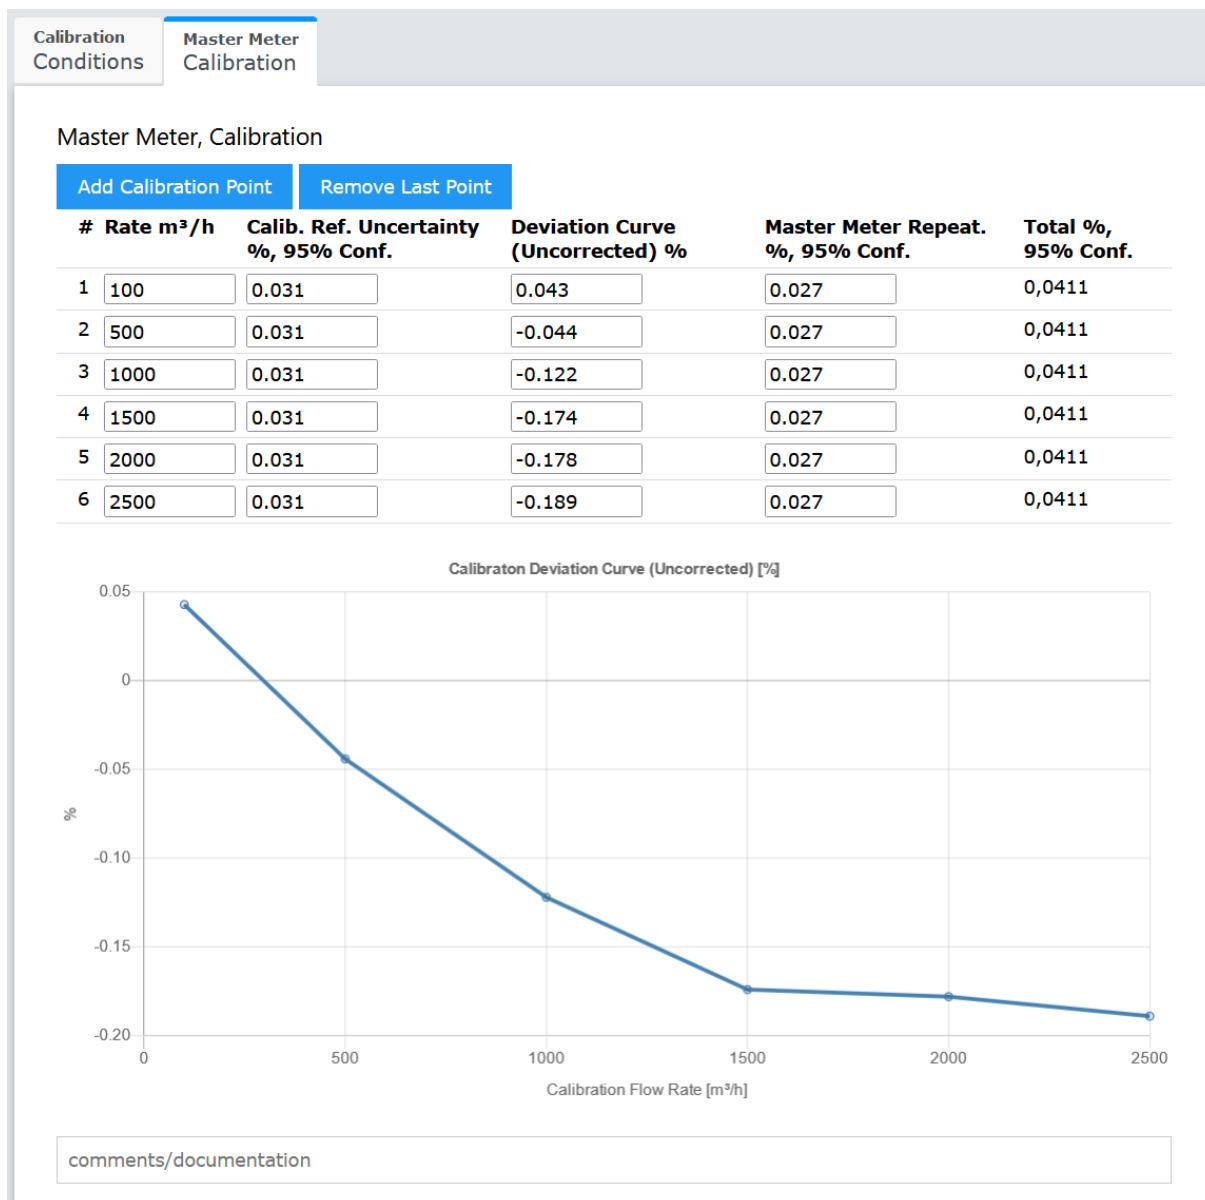 Calibration
Conditions
Master Meter
Calibration
Master Meter, Calibration
Add Calibration Point
Remove Last Point
# Rate m³/h Calib. Ref. Uncertainty Deviation Curve Master Meter Repeat. Total %,
%, 95% Conf. (Uncorrected) % %, 95% Conf. 95% Conf.
1 100 0.031 0.043 0.027 0,0411
2 500 0.031 -0.044 0.027 0,0411
3 1000 0.031 -0.122 0.027 0,0411
4 1500 0.031 -0.174 0.027 0,0411
5 2000 0.031 -0.178 0.027 0,0411
6 2500 0.031 -0.189 0.027 0,0411
Calibraton Deviation Curve (Uncorrected) [%]
0.05
0
-0.05
%
-0.10
-0.15
-0.20
0 500 1000 1500 2000 2500
Calibration Flow Rate [m³/h]
comments/documentation